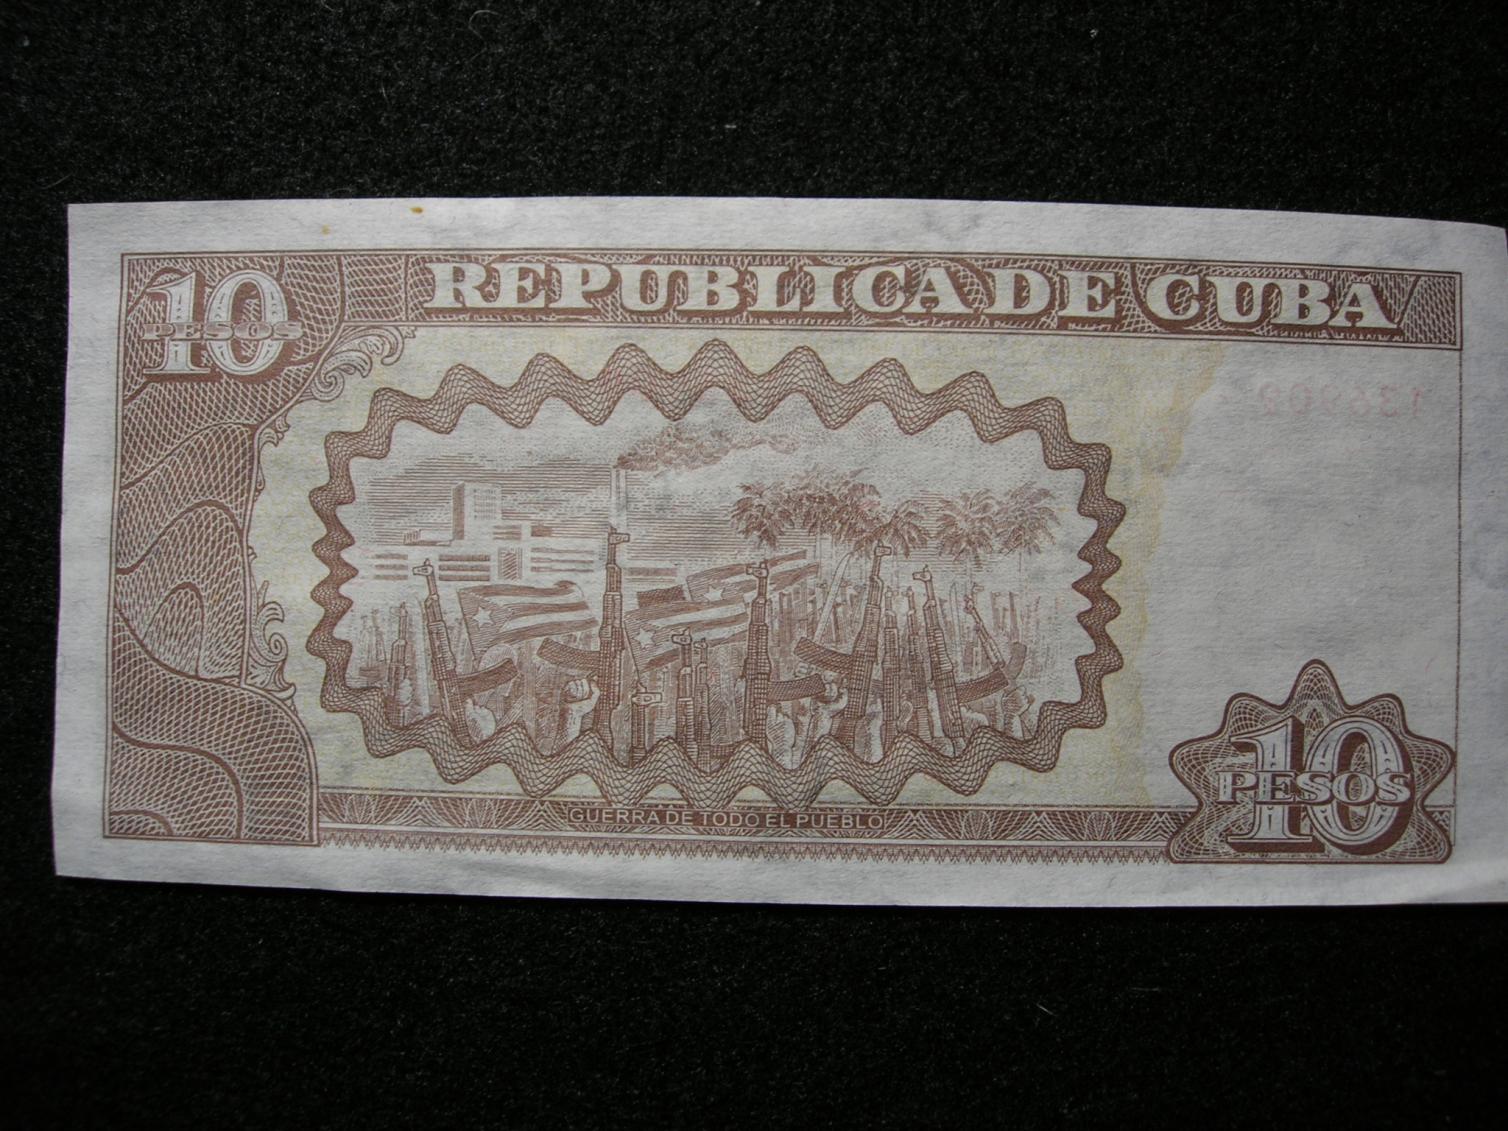 REPUBLICA DE CUBA
10
PESOS
GUERRA DE TODO EL PUEBLO
10
PESOS